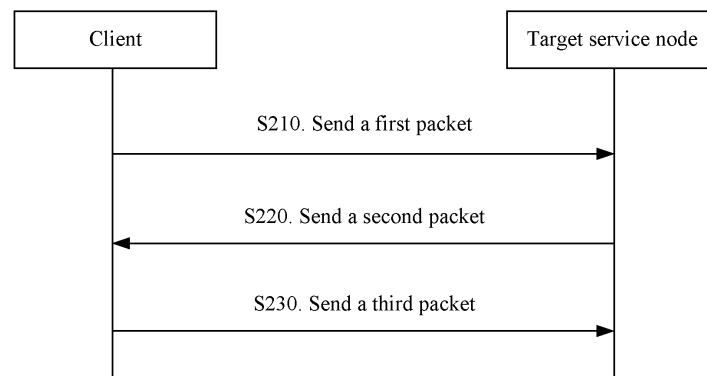 Client
Target service node
S210. Send a first packet
S220. Send a second packet
S230. Send a third packet